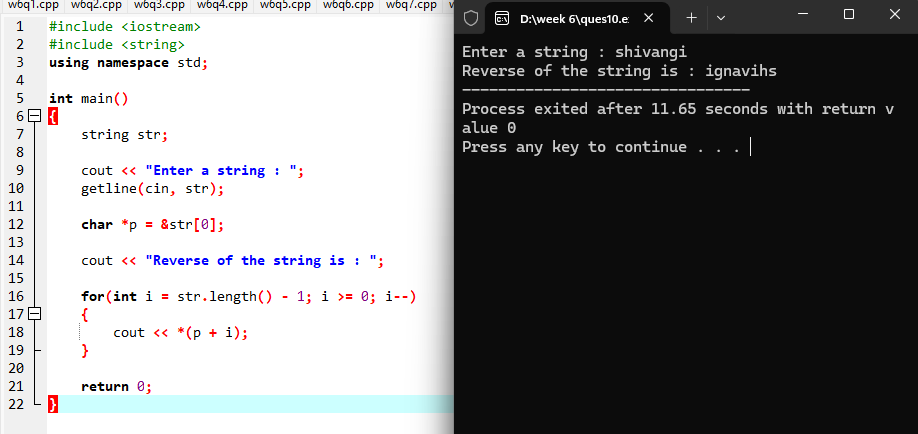 w6q1.cpp w6q2.cpp w6q3.cpp w6q4.cpp w6q5.cpp w6q6.cpp w6q7.cpp
1 #include <iostream>
2 #include <string>
3 using namespace std;
4
5 int main()
6 {
7 string str;
8
9 cout << "Enter a string : ";
10 getline(cin, str);
11
12 char *p = &str[0];
13
14 cout << "Reverse of the string is : ";
15
16 for(int i = str.length() - 1; i >= 0; i--)
17 {
18 cout << *(p + i);
19 }
20
21 return 0;
22 }
D:\week 6\ques10.e
Enter a string : shivangi
Reverse of the string is : ignavihs
--------------------------------
Process exited after 11.65 seconds with return v
alue 0
Press any key to continue . . .